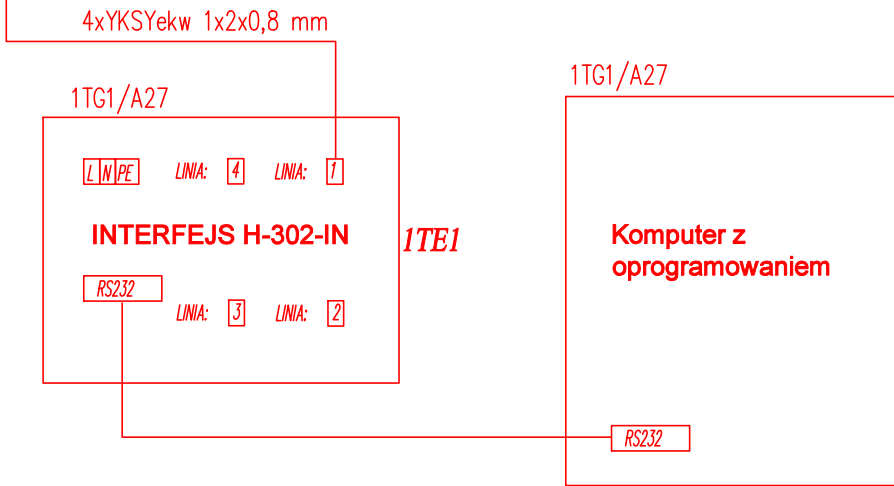 4xYKSYekw 1x2x0,8 mm
1TG1/A27
L N PE LINIA: 4 LINIA: 1
INTERFEJS H-302-IN
1TE1
RS232
LINIA: 3 LINIA: 2
1TG1/A27
Komputer z
oprogramowaniem
RS232